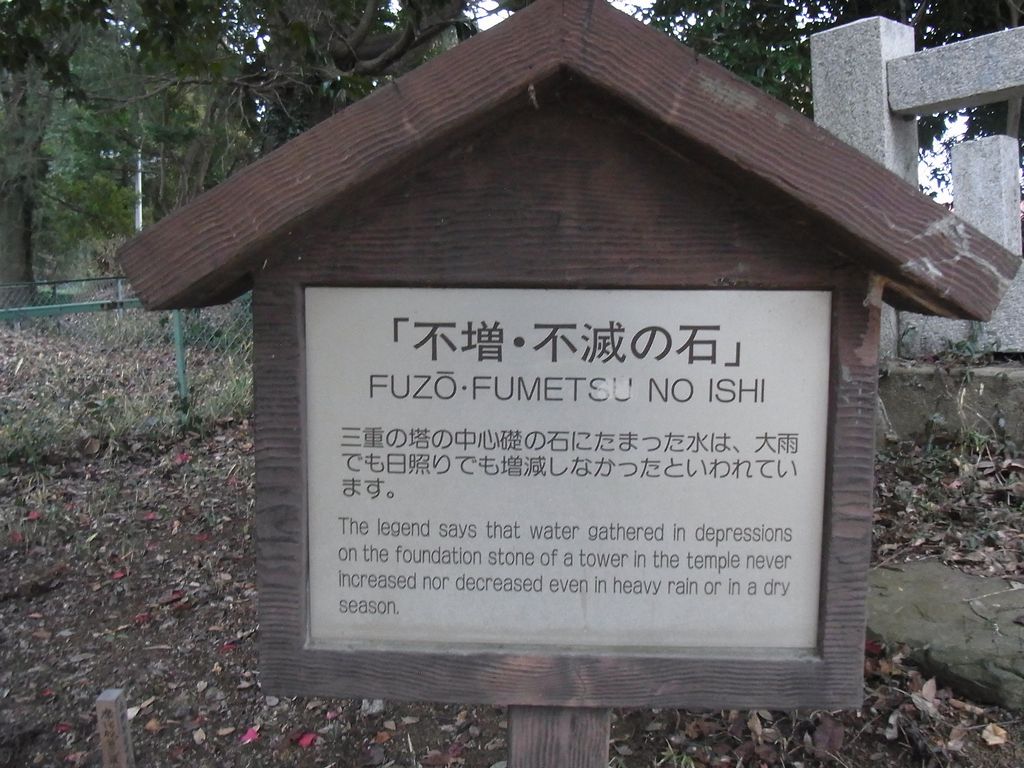 「不増・不滅の石」
FUZŌ·FUMETSU NO ISHI
三重の塔の中心礎の石にたまった水は、大雨
でも日照りでも増減しなかったといわれてい
ます。
The legend says that water gathered in depressions
on the foundation stone of a tower in the temple never
increased nor decreased even in heavy rain or in a dry
season.